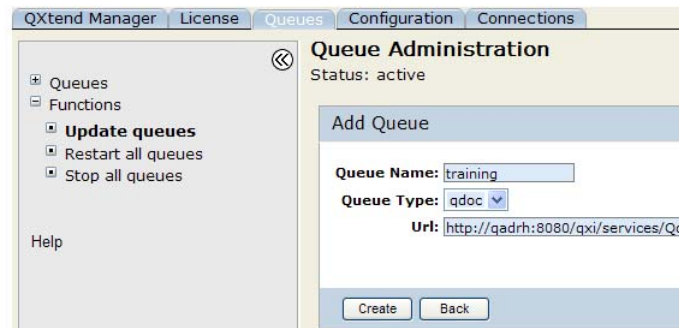 QXtend Manager License Queues Configuration Connections
Queues
Functions
Update queues
Restart all queues
Stop all queues
Help
Queue Administration
Status: active
Add Queue
Queue Name: training
Queue Type: qdoc
Url: http://qadrh:8080/qxi/services/
Create Back